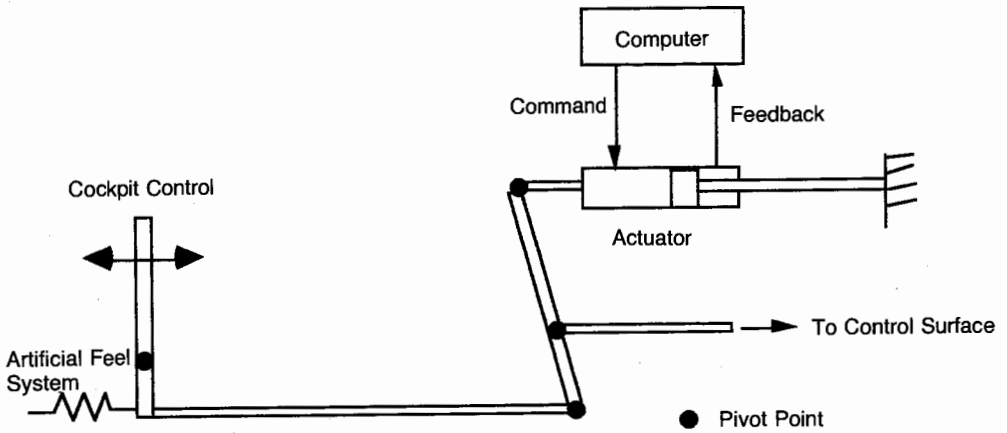 Computer
Command
Feedback
Cockpit Control
Actuator
To Control Surface
Artificial Feel
System
Pivot Point